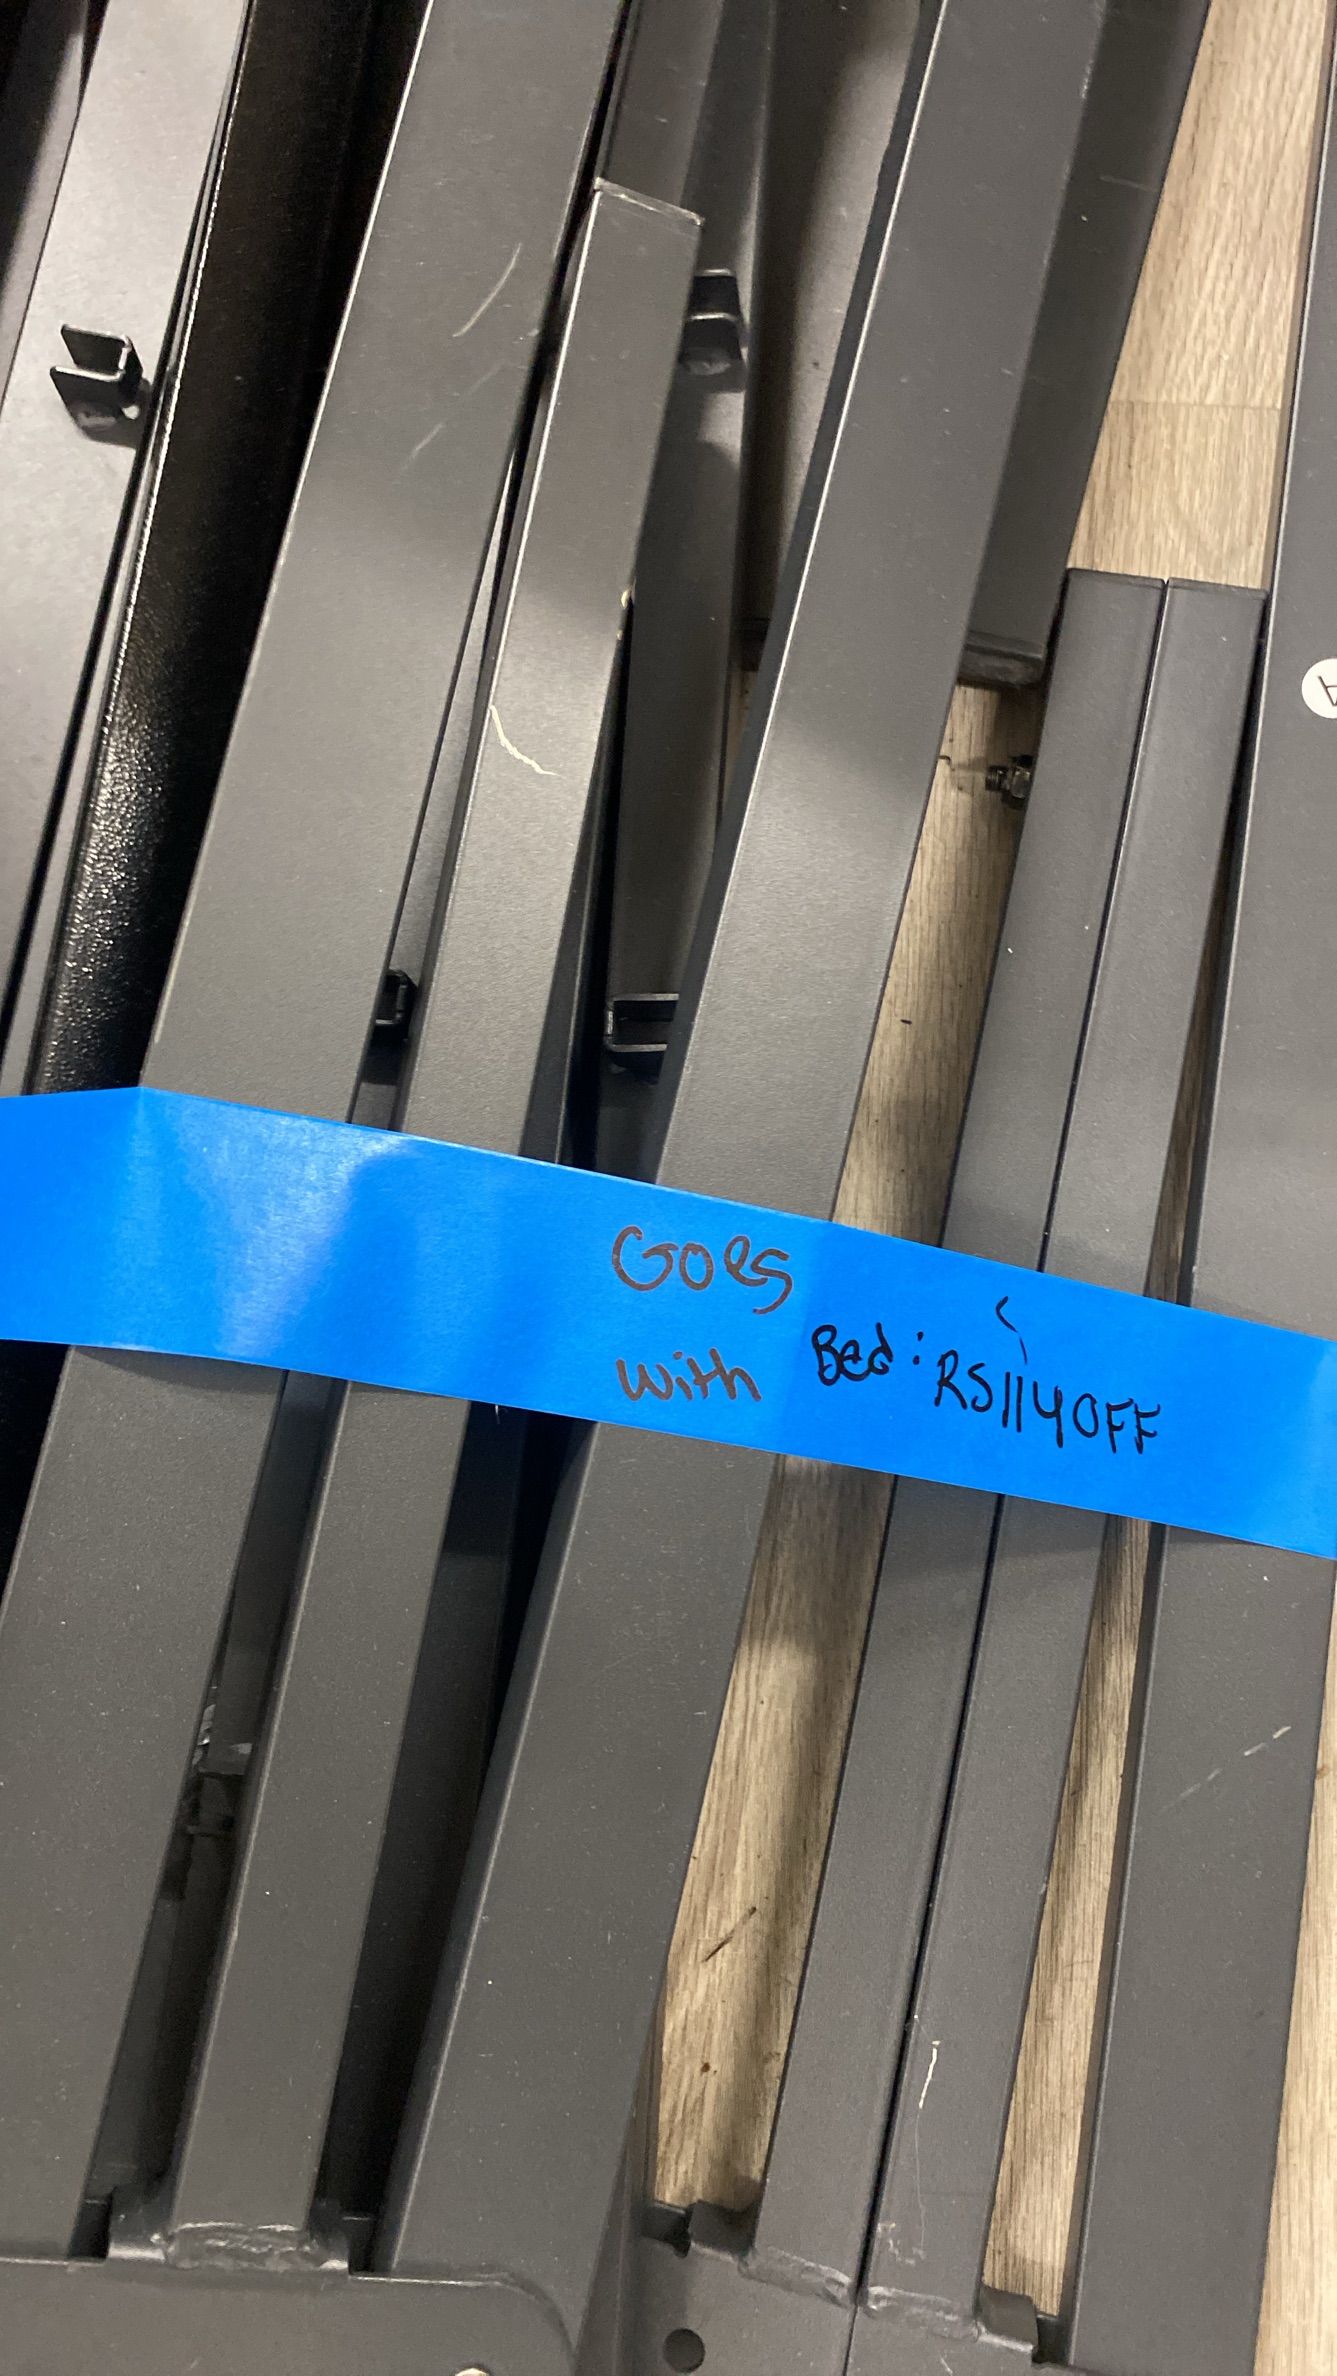 Goes
with Bed: RS1140FF
A